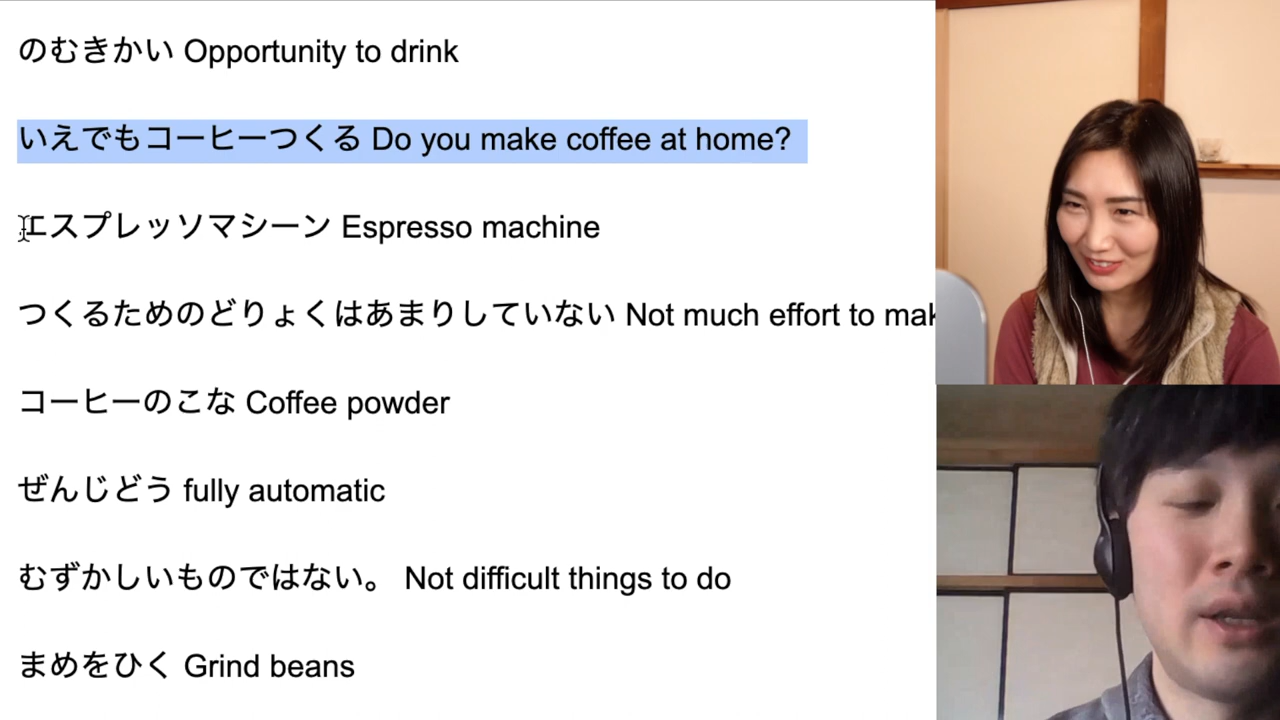 のむきかい Opportunity to drink
いえでもコーヒーつくる Do you make coffee at home?
エスプレッソマシーン Espresso machine
つくるためのどりょくはあまりしていない Not much effort to
コーヒーのこな Coffee powder
ぜんじどう fully automatic
むずかしいものではない。 Not difficult things to do
まめをひく Grind beans